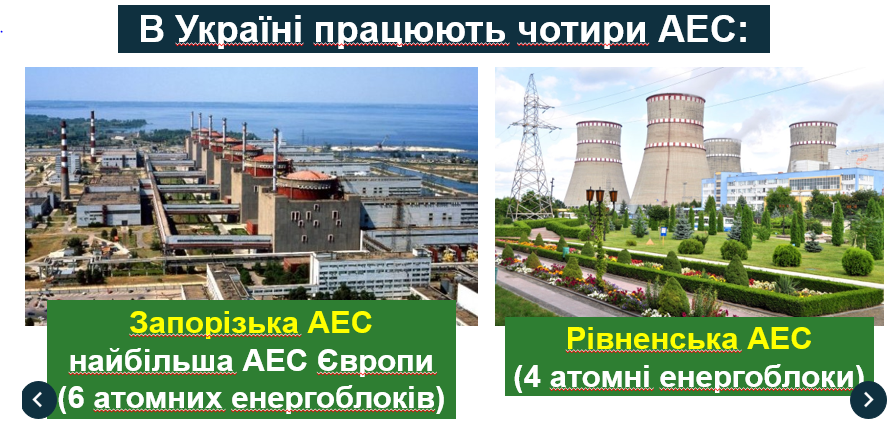 В Україні працюють чотири АЕС:
Запорізька АЕС
найбільша АЕС Європи
(6 атомних енергоблоків)
Рівненська АЕС
(4 атомні енергоблоки)